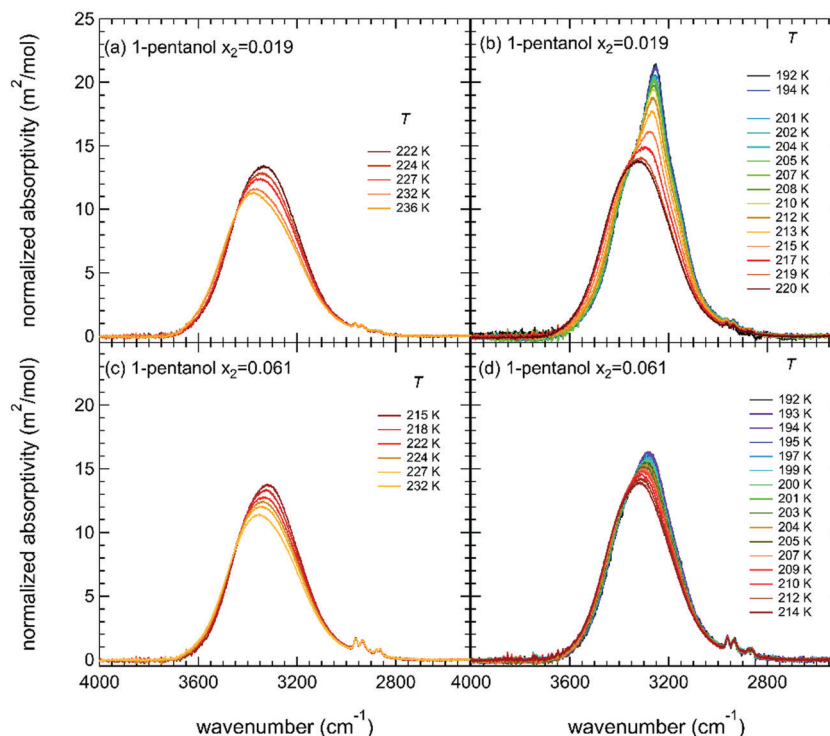 (a) 1-pentanol x2=0.019
T
222 K
224 K
227 K
232 K
236 K
(b) 1-pentanol x2=0.019
T
192 K
194 K
201 K
202 K
204 K
205 K
207 K
208 K
210 K
212 K
213 K
215 K
217 K
219 K
220 K
normalized absorptivity (m²/mol)
25
20
15
10
5
0
(c) 1-pentanol x2=0.061
T
215 K
218 K
222 K
224 K
227 K
232 K
(d) 1-pentanol x2=0.061
T
192 K
193 K
194 K
195 K
197 K
199 K
200 K
201 K
203 K
204 K
205 K
207 K
209 K
210 K
212 K
214 K
normalized absorptivity (m²/mol)
20
15
10
5
0
4000 3600 3200 2800 4000 3600 3200 2800
wavenumber (cm⁻¹) wavenumber (cm⁻¹)